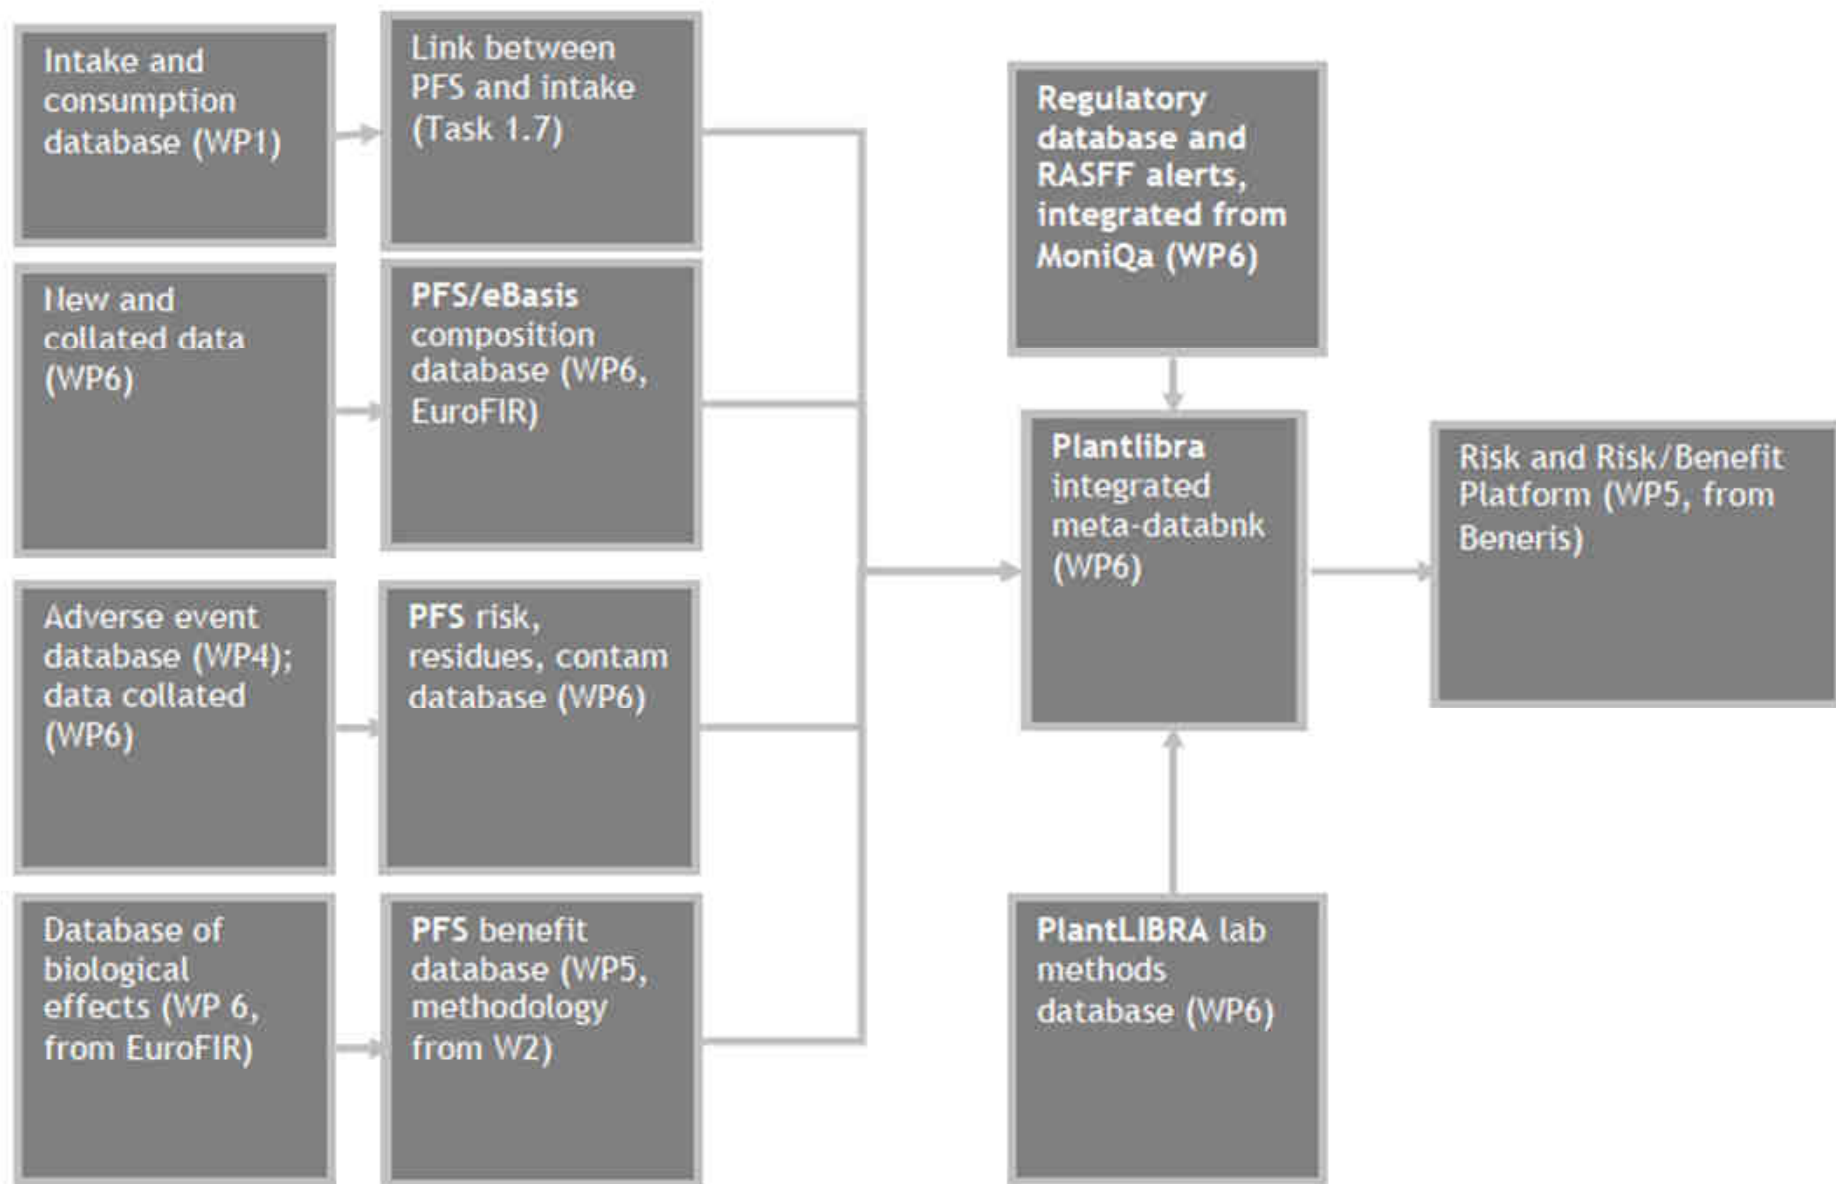 Intake and
consumption
database (WP1)
Link between
PFS and intake
(Task 1.7)
New and
collated data
(WP6)
PFS/eBasis
composition
database (WP6,
EuroFIR)
Adverse event
database (WP4);
data collated
(WP6)
PFS risk,
residues, contam
database (WP6)
Database of
biological
effects (WP 6,
from EuroFIR)
PFS benefit
database (WP5,
methodology
from W2)
Regulatory
database and
RASFF alerts,
integrated from
MoniQa (WP6)
Plantlibra
integrated
meta-databnk
(WP6)
PlantLIBRA lab
methods
database (WP6)
Risk and Risk/Benefit
Platform (WP5, from
Beneris)